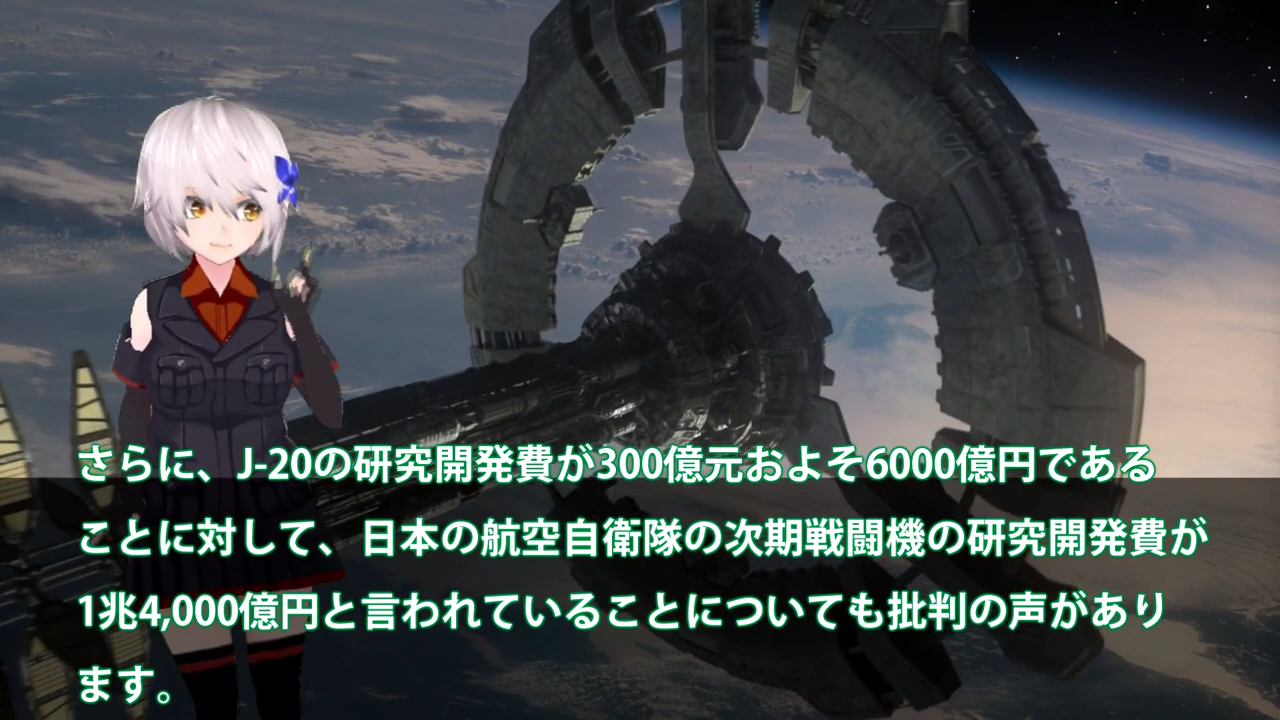 さらに、J-20の研究開発費が300億元およそ6000億円である
ことに対して、日本の航空自衛隊の次期戦闘機の研究開発費が
1兆4,000億円と言われていることについても批判の声があり
ます。